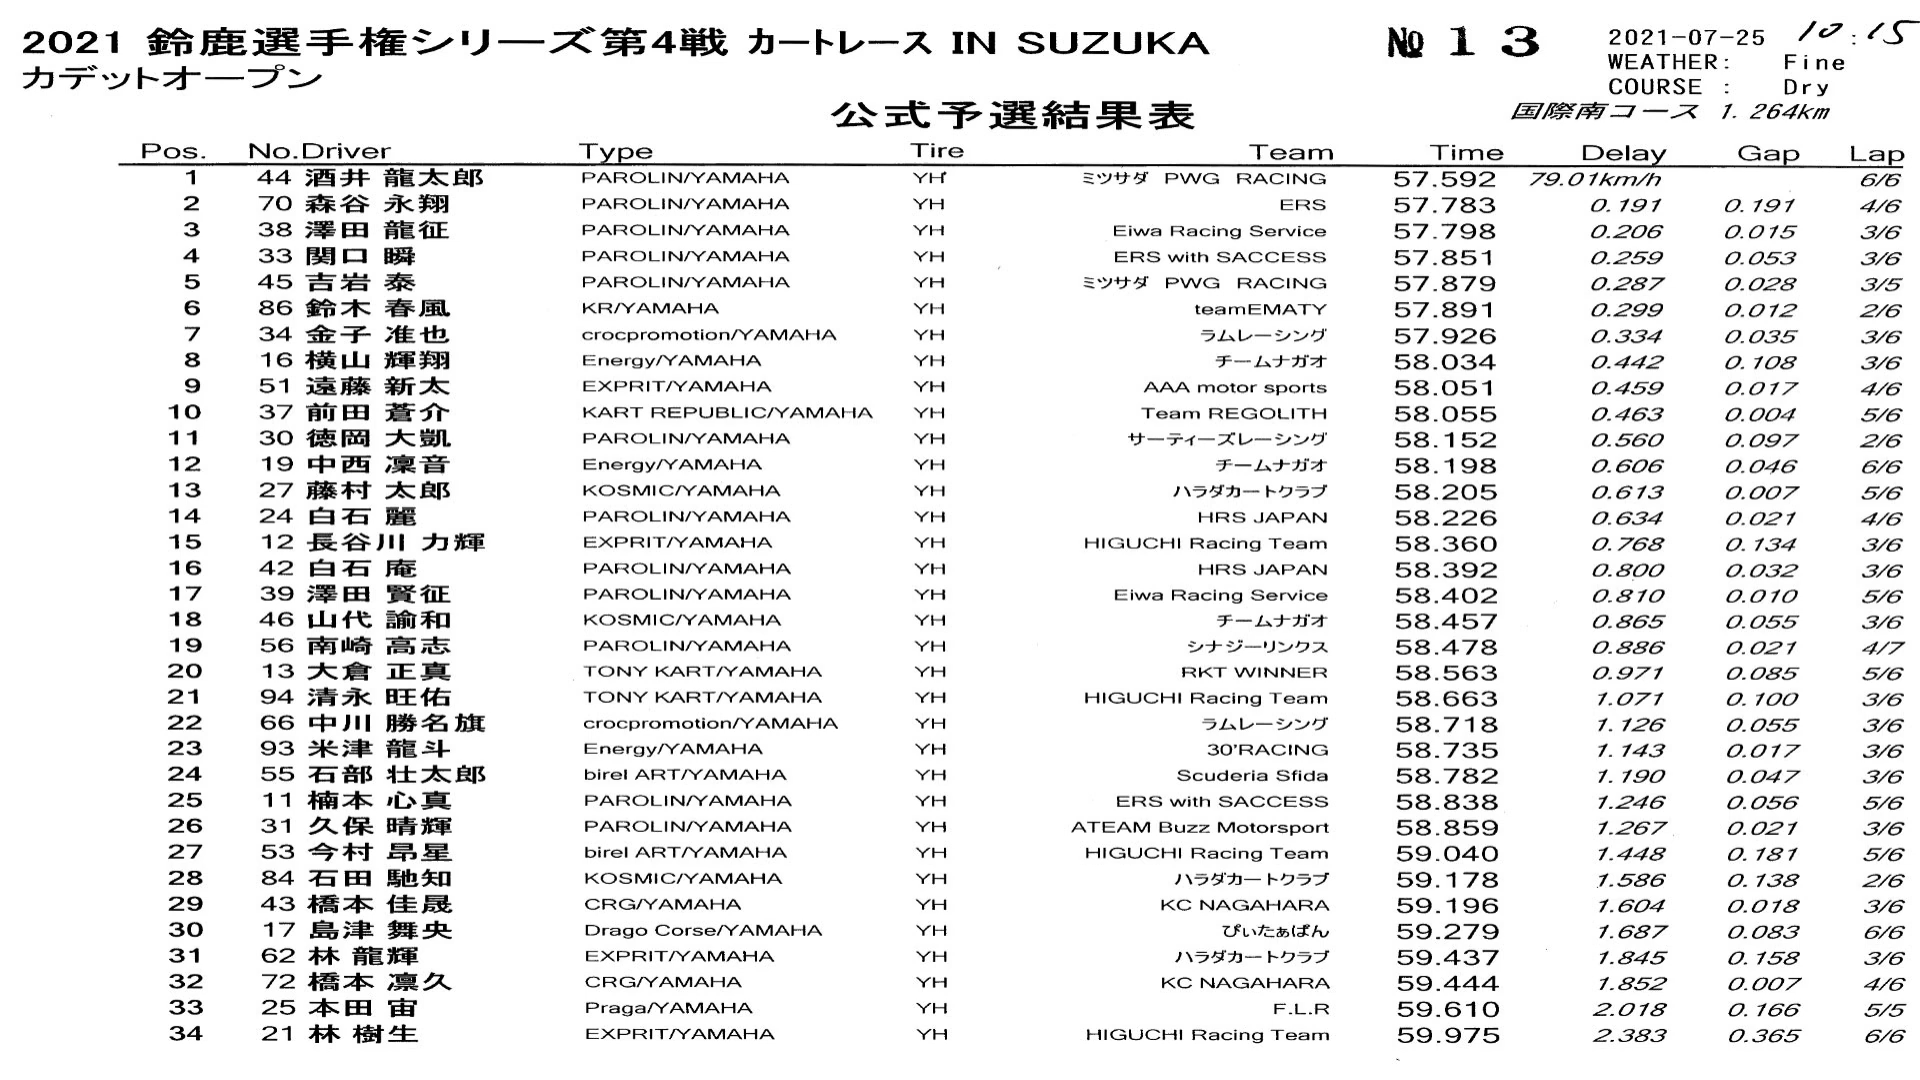 2021 鈴鹿選手権シリーズ第4戦 カートレース IN SUZUKA № 13 2021-07-25 10:15
カデットオープン WEATHER: Fine
COURSE : Dry
公式予選結果表 国際南コース 1.264km
Pos. No. Driver Type Tire Team Time Delay Gap Lap
1 44 酒井 龍太郎 PAROLIN/YAMAHA YH ミツサダ PWG RACING 57.592 79.01km/h 6/6
2 70 森谷 永翔 PAROLIN/YAMAHA YH ERS 57.783 0.191 0.191 4/6
3 38 澤田 龍征 PAROLIN/YAMAHA YH Eiwa Racing Service 57.798 0.206 0.015 3/6
4 33 関口 瞬 PAROLIN/YAMAHA YH ERS with SACCESS 57.851 0.259 0.053 3/6
5 45 吉岩 泰 PAROLIN/YAMAHA YH ミツサダ PWG RACING 57.879 0.287 0.028 3/5
6 86 鈴木 春風 KR/YAMAHA YH teamEMATY 57.891 0.299 0.012 2/6
7 34 金子 准也 crocpromotion/YAMAHA YH ラムレーシング 57.926 0.334 0.035 3/6
8 16 横山 輝翔 Energy/YAMAHA YH チームナガオ 58.034 0.442 0.108 3/6
9 51 遠藤 新太 EXPRIT/YAMAHA YH AAA motor sports 58.051 0.459 0.017 4/6
10 37 前田 蒼介 KART REPUBLIC/YAMAHA YH Team REGOLITH 58.055 0.463 0.004 5/6
11 30 徳岡 大凱 PAROLIN/YAMAHA YH サーティーズレーシング 58.152 0.560 0.097 2/6
12 19 中西 凜音 Energy/YAMAHA YH チームナガオ 58.198 0.606 0.046 6/6
13 27 藤村 太郎 KOSMIC/YAMAHA YH ハラダカートクラブ 58.205 0.613 0.007 5/6
14 24 白石 麗 PAROLIN/YAMAHA YH HRS JAPAN 58.226 0.634 0.021 4/6
15 12 長谷川 力輝 EXPRIT/YAMAHA YH HIGUCHI Racing Team 58.360 0.768 0.134 3/6
16 42 白石 庵 PAROLIN/YAMAHA YH HRS JAPAN 58.392 0.800 0.032 3/6
17 39 澤田 賢征 PAROLIN/YAMAHA YH Eiwa Racing Service 58.402 0.810 0.010 5/6
18 46 山代 諭和 KOSMIC/YAMAHA YH チームナガオ 58.457 0.865 0.055 3/6
19 56 南崎 高志 PAROLIN/YAMAHA YH シナジーリンクス 58.478 0.886 0.021 4/7
20 13 大倉 正真 TONY KART/YAMAHA YH RKT WINNER 58.563 0.971 0.085 5/6
21 94 清永 旺佑 TONY KART/YAMAHA YH HIGUCHI Racing Team 58.663 1.071 0.100 3/6
22 66 中川 勝名旗 crocpromotion/YAMAHA YH ラムレーシング 58.718 1.126 0.055 3/6
23 93 米津 龍斗 Energy/YAMAHA YH 30'RACING 58.735 1.143 0.017 3/6
24 55 石部 壮太郎 birel ART/YAMAHA YH Scuderia Sfida 58.782 1.190 0.047 3/6
25 11 楠本 心真 PAROLIN/YAMAHA YH ERS with SACCESS 58.838 1.246 0.056 5/6
26 31 久保 晴輝 PAROLIN/YAMAHA YH ATEAM Buzz Motorsport 58.859 1.267 0.021 3/6
27 53 今村 昴星 birel ART/YAMAHA YH HIGUCHI Racing Team 59.040 1.448 0.181 5/6
28 84 石田 馳知 KOSMIC/YAMAHA YH ハラダカートクラブ 59.178 1.586 0.138 2/6
29 43 橋本 佳晟 CRG/YAMAHA YH KC NAGAHARA 59.196 1.604 0.018 3/6
30 17 島津 舞央 Drago Corse/YAMAHA YH ぴぃたぁぱん 59.279 1.687 0.083 6/6
31 62 林 龍輝 EXPRIT/YAMAHA YH ハラダカートクラブ 59.437 1.845 0.158 3/6
32 72 橋本 凛久 CRG/YAMAHA YH KC NAGAHARA 59.444 1.852 0.007 4/6
33 25 本田 宙 Praga/YAMAHA YH F.L.R 59.610 2.018 0.166 5/5
34 21 林 樹生 EXPRIT/YAMAHA YH HIGUCHI Racing Team 59.975 2.383 0.365 6/6